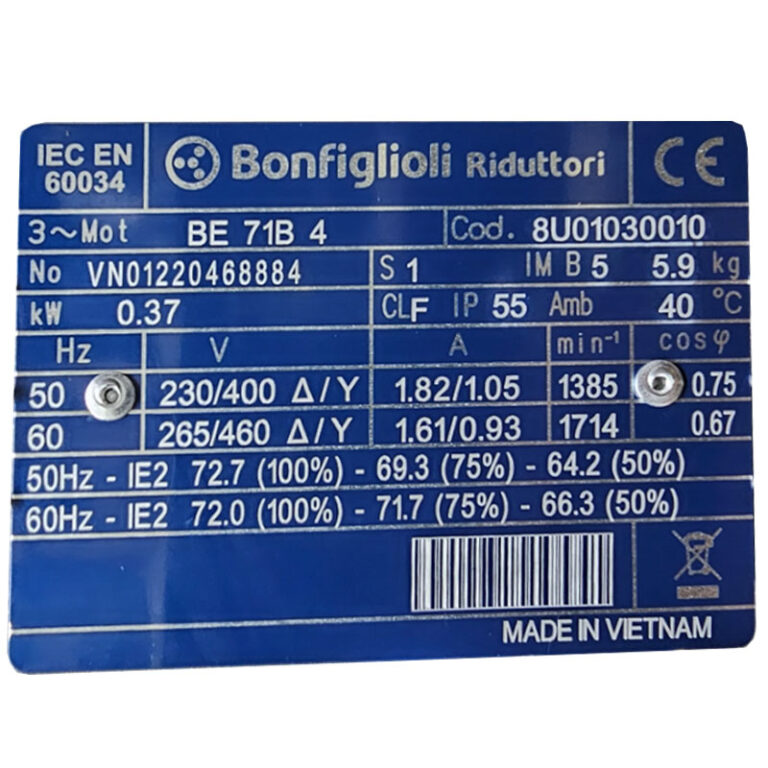 IEC EN 60034 Bonfiglioli Riduttori CE
3~Mot BE 71B 4 Cod. 8U01030010
No VN01220468884 S 1 IM B 5 5.9 kg
kW 0.37 CLF IP 55 Amb 40 °C
Hz V A min⁻¹ cosφ
50 230/400 Δ/Y 1.82/1.05 1385 0.75
60 265/460 Δ/Y 1.61/0.93 1714 0.67
50Hz - IE2 72.7 (100%) - 69.3 (75%) - 64.2 (50%)
60Hz - IE2 72.0 (100%) - 71.7 (75%) - 66.3 (50%)
MADE IN VIETNAM